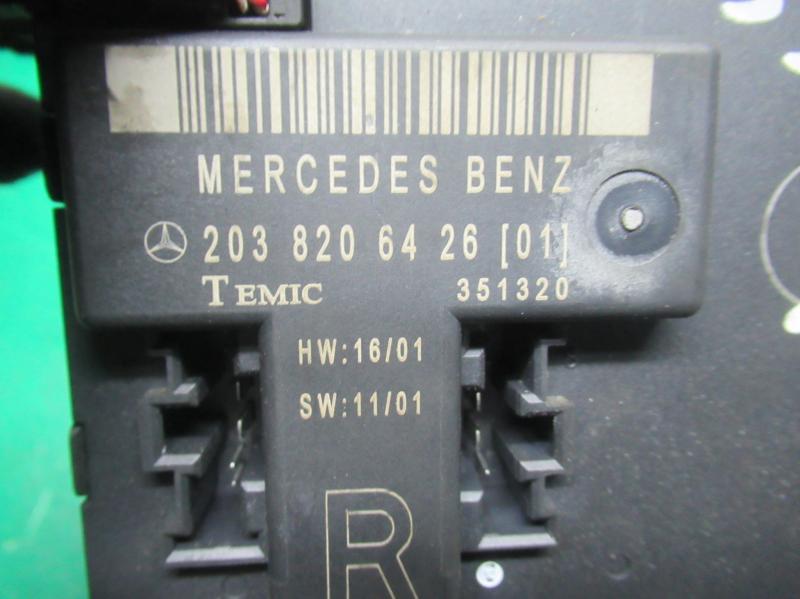 MERCEDES BENZ
203 820 64 26 [01]
TEMIC 351320
HW:16/01
SW:11/01
R